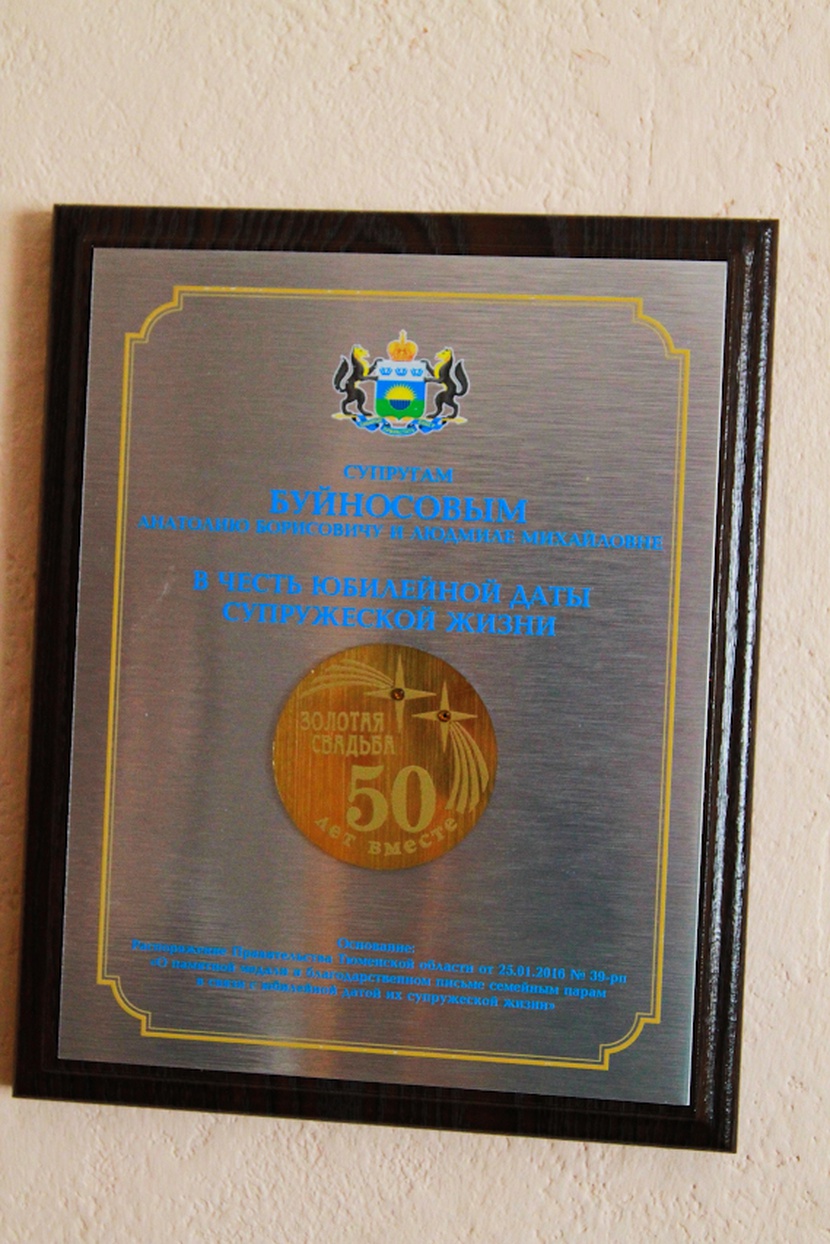 СУПРУГАМ
БУЙНОСОВЫМ
АНАТОЛИЮ БОРИСОВИЧУ И ЛЮДМИЛЕ МИХАЙЛОВНЕ
В ЧЕСТЬ ЮБИЛЕЙНОЙ ДАТЫ
СУПРУЖЕСКОЙ ЖИЗНИ
ЗОЛОТАЯ
СВАДЬБА
50
лет вместе
Основание:
Распоряжение Правительства Тюменской области от 25.01.2016 № 39-рп
«О памятной медали и благодарственном письме семейным парам
в связи с юбилейной датой их супружеской жизни»